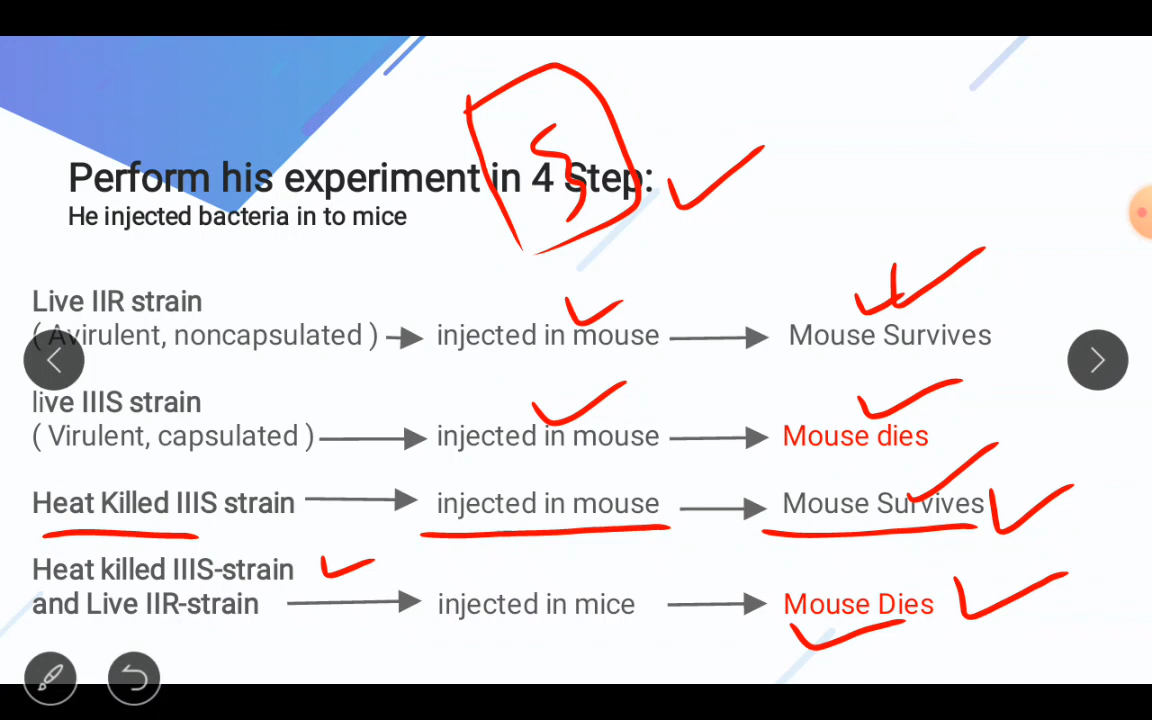 Perform his experiment in 4 Step:
He injected bacteria in to mice
Live IIR strain
( Avirulent, noncapsulated ) injected in mouse Mouse Survives
live IIIS strain
( Virulent, capsulated ) injected in mouse Mouse dies
Heat Killed IIIS strain injected in mouse Mouse Survives
Heat killed IIIS-strain
and Live IIR-strain injected in mice Mouse Dies